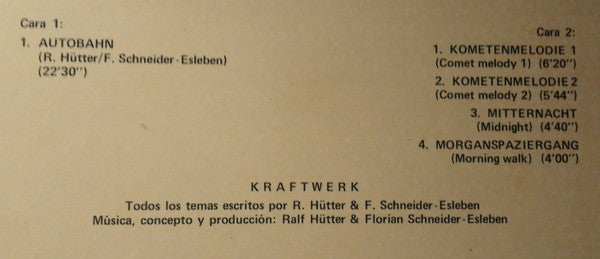 Cara 1:
1. AUTOBAHN
(R. Hütter/F. Schneider-Esleben)
(22'30")
Cara 2:
1. KOMETENMELODIE 1
(Comet melody 1) (6'20")
2. KOMETENMELODIE 2
(Comet melody 2) (5'44")
3. MITTERNACHT
(Midnight) (4'40")
4. MORGANSPAZIERGANG
(Morning walk) (4'00")
KRAFTWERK
Todos los temas escritos por R. Hütter & F. Schneider-Esleben
Música, concepto y producción: Ralf Hütter & Florian Schneider-Esleben